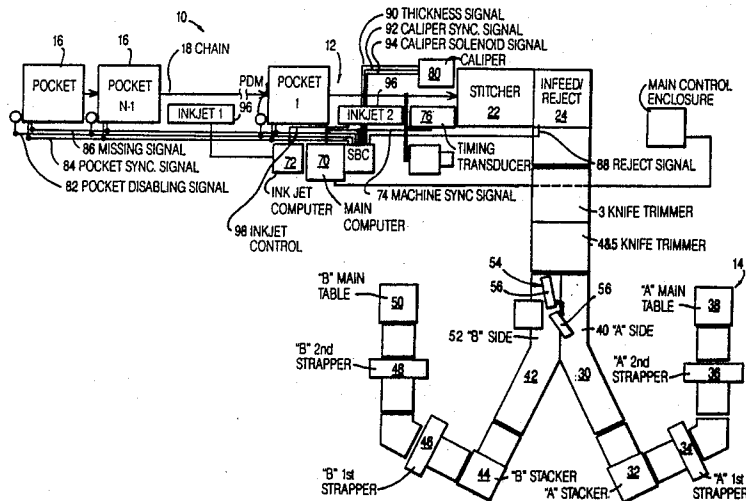 90 THICKNESS SIGNAL
92 CALIPER SYNC. SIGNAL
94 CALIPER SOLENOID SIGNAL
10
12
CALIPER
80
16
16
18 CHAIN
PDM
POCKET
N
POCKET
N-1
POCKET
1
96
STITCHER
22
INFEED/
REJECT
24
MAIN CONTROL
ENCLOSURE
INKJET 1
96
INKJET 2
76
TIMING
TRANSDUCER
86 MISSING SIGNAL
84 POCKET SYNC. SIGNAL
82 POCKET DISABLING SIGNAL
72
70
SBC
88 REJECT SIGNAL
INK JET
COMPUTER
MAIN
COMPUTER
74 MACHINE SYNC SIGNAL
98 INKJET
CONTROL
3 KNIFE TRIMMER
4&5 KNIFE TRIMMER
54
56
56
14
"B" MAIN
TABLE
50
"A" MAIN
TABLE
38
52 "B" SIDE
40 "A" SIDE
"B" 2nd
STRAPPER
48
42
30
"A" 2nd
STRAPPER
36
46
34
"B" 1st
STRAPPER
44
"B" STACKER
"A" STACKER
32
"A" 1st
STRAPPER